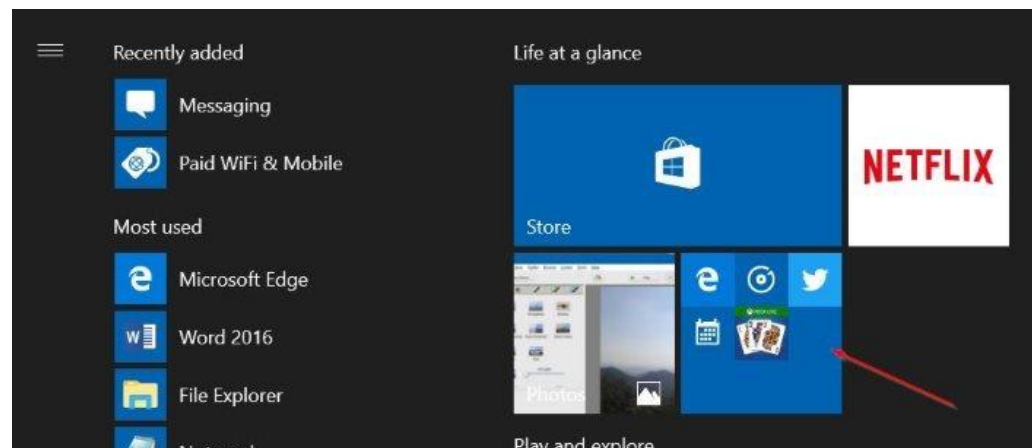 Recently added
Messaging
Paid WiFi & Mobile
Most used
Microsoft Edge
Word 2016
File Explorer
Life at a glance
Store
NETFLIX
Photos
Play and explore